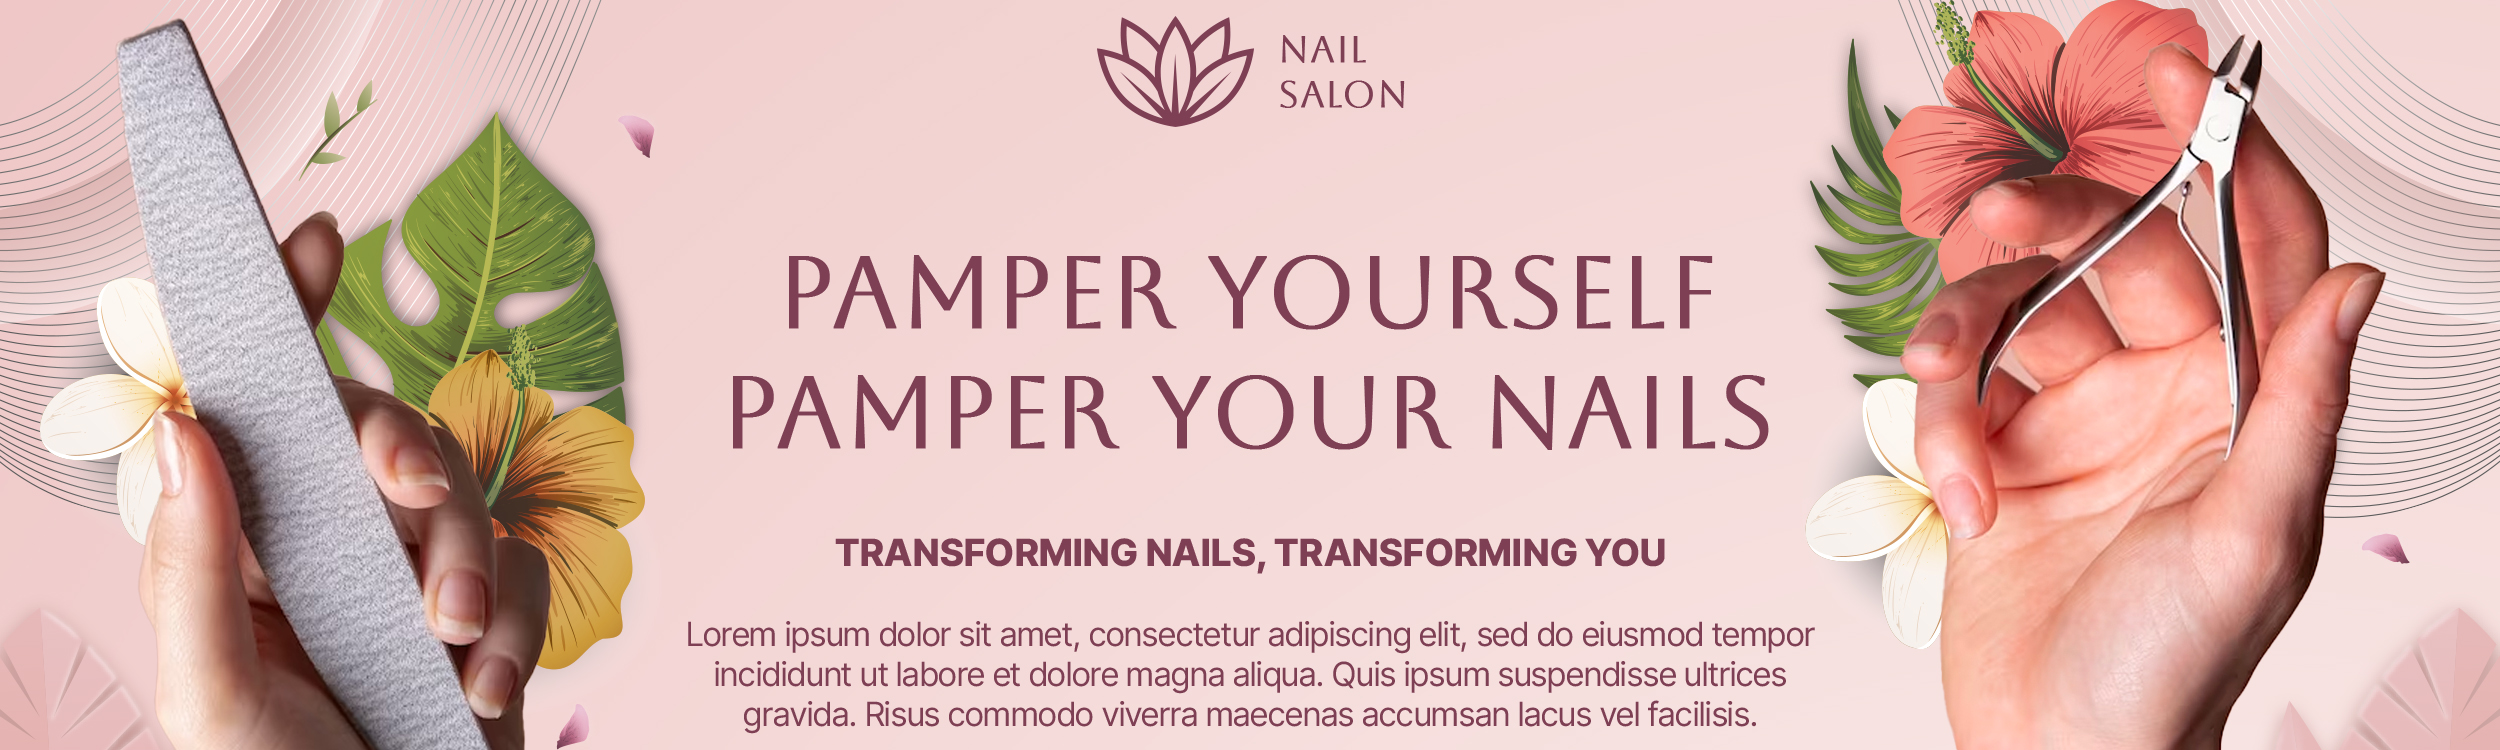 NAIL
SALON
PAMPER YOURSELF
PAMPER YOUR NAILS
TRANSFORMING NAILS, TRANSFORMING YOU
Lorem ipsum dolor sit amet, consectetur adipiscing elit, sed do eiusmod tempor
incididunt ut labore et dolore magna aliqua. Quis ipsum suspendisse ultrices
gravida. Risus commodo viverra maecenas accumsan lacus vel facilisis.